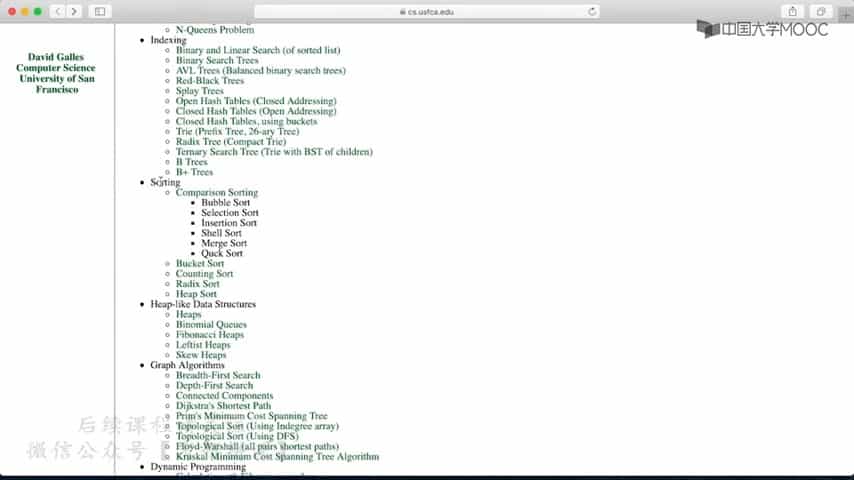 cs.usfca.edu
中国大学MOOC
David Galles
Computer Science
University of San
Francisco
N-Queens Problem
Indexing
Binary and Linear Search (of sorted list)
Binary Search Trees
AVL Trees (Balanced binary search trees)
Red-Black Trees
Splay Trees
Open Hash Tables (Closed Addressing)
Closed Hash Tables (Open Addressing)
Closed Hash Tables, using buckets
Trie (Prefix Tree, 26-ary Tree)
Radix Tree (Compact Trie)
Ternary Search Tree (Trie with BST of children)
B Trees
B+ Trees
Sorting
Comparison Sorting
Bubble Sort
Selection Sort
Insertion Sort
Shell Sort
Merge Sort
Quck Sort
Bucket Sort
Counting Sort
Radix Sort
Heap Sort
Heap-like Data Structures
Heaps
Binomial Queues
Fibonacci Heaps
Leftist Heaps
Skew Heaps
Graph Algorithms
Breadth-First Search
Depth-First Search
Connected Components
Dijkstra's Shortest Path
Prim's Minimum Cost Spanning Tree
Topological Sort (Using Indegree array)
Topological Sort (Using DFS)
Floyd-Warshall (all pairs shortest paths)
Kruskal Minimum Cost Spanning Tree Algorithm
Dynamic Programming
后续课程
微信公众号